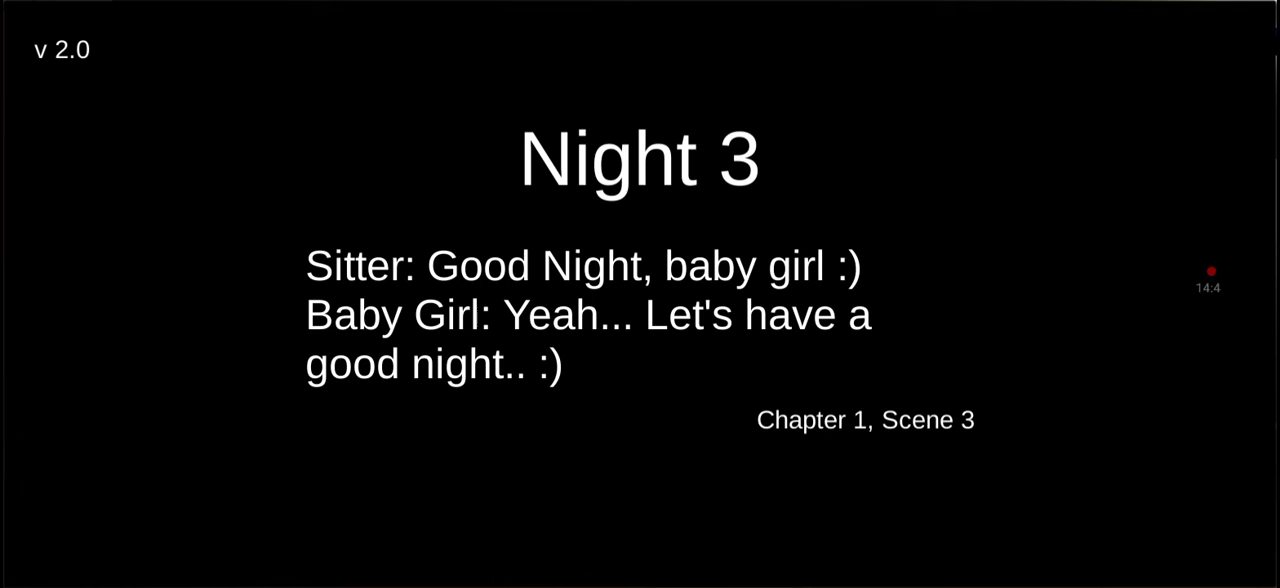 v 2.0
Night 3
Sitter: Good Night, baby girl :)
Baby Girl: Yeah... Let's have a
good night.. :)
Chapter 1, Scene 3
14:4